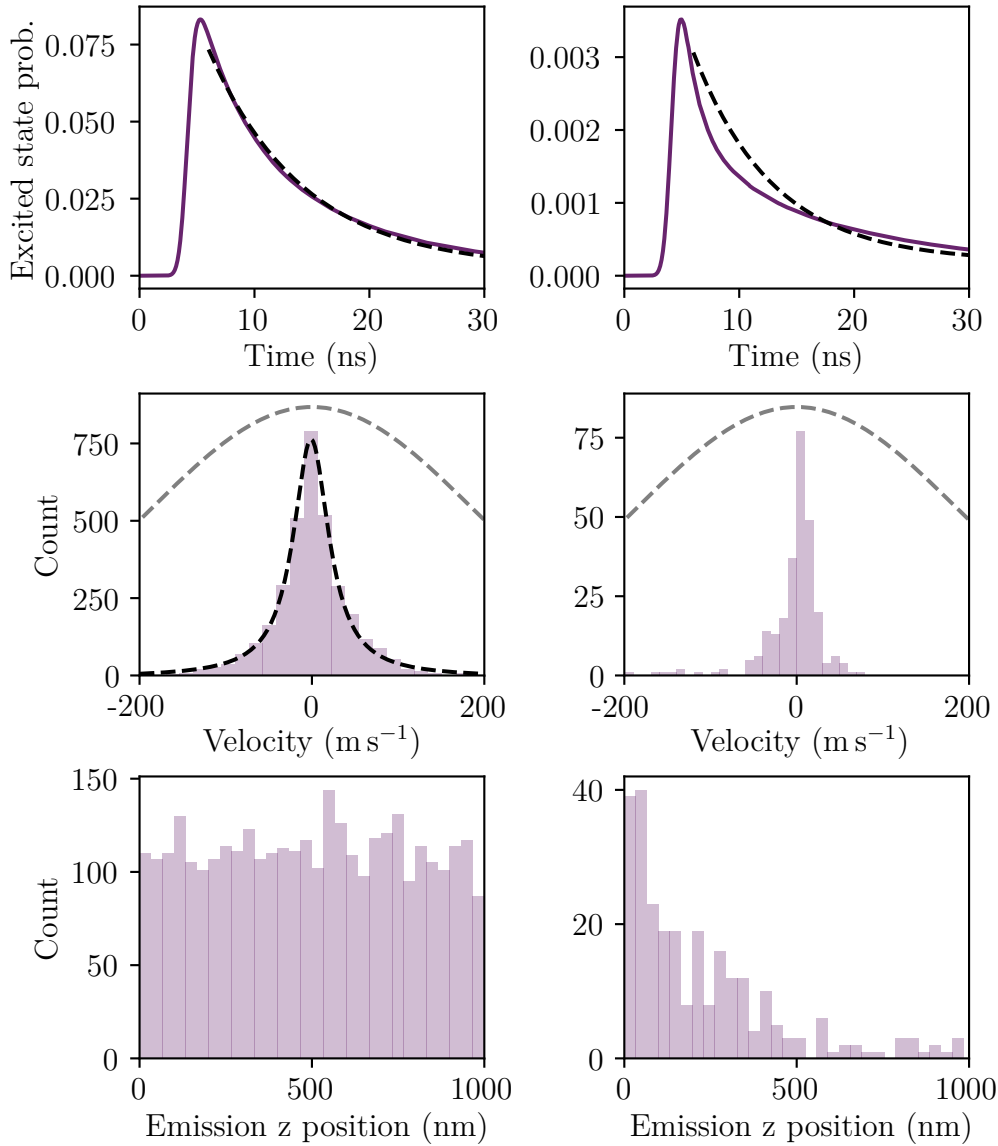 Excited state prob.
0.075
0.050
0.025
0.000
0 10 20 30
Time (ns)
0.003
0.002
0.001
0.000
0 10 20 30
Time (ns)
Count
750
500
250
0
-200 0 200
Velocity (m s⁻¹)
75
50
25
0
-200 0 200
Velocity (m s⁻¹)
Count
150
100
50
0
0 500 1000
Emission z position (nm)
40
20
0
0 500 1000
Emission z position (nm)